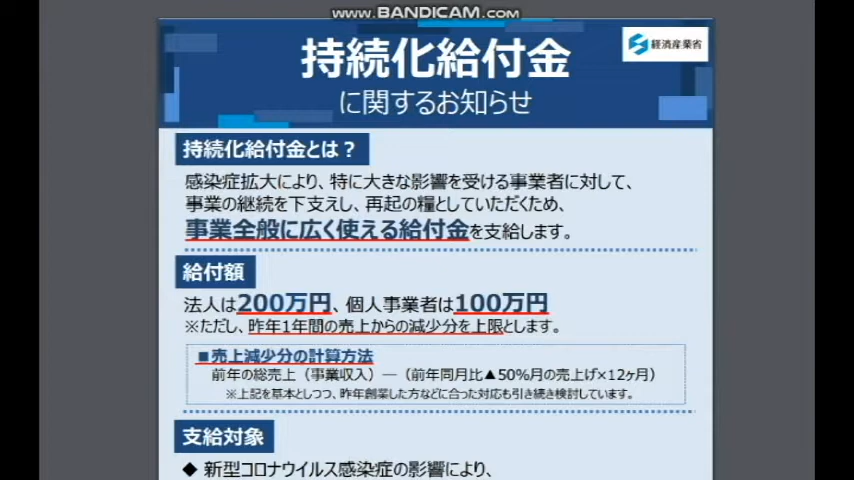 www.BANDICAM.com
持続化給付金
経済産業省
に関するお知らせ
持続化給付金とは？
感染症拡大により、特に大きな影響を受ける事業者に対して、
事業の継続を下支えし、再起の糧としていただくため、
事業全般に広く使える給付金を支給します。
給付額
法人は200万円、個人事業者は100万円
※ただし、昨年1年間の売上からの減少分を上限とします。
■売上減少分の計算方法
前年の総売上（事業収入）―（前年同月比▲50％月の売上げ×12ヶ月）
※上記を基本としつつ、昨年創業した方などに合った対応も引き続き検討しています。
支給対象
◆ 新型コロナウイルス感染症の影響により、